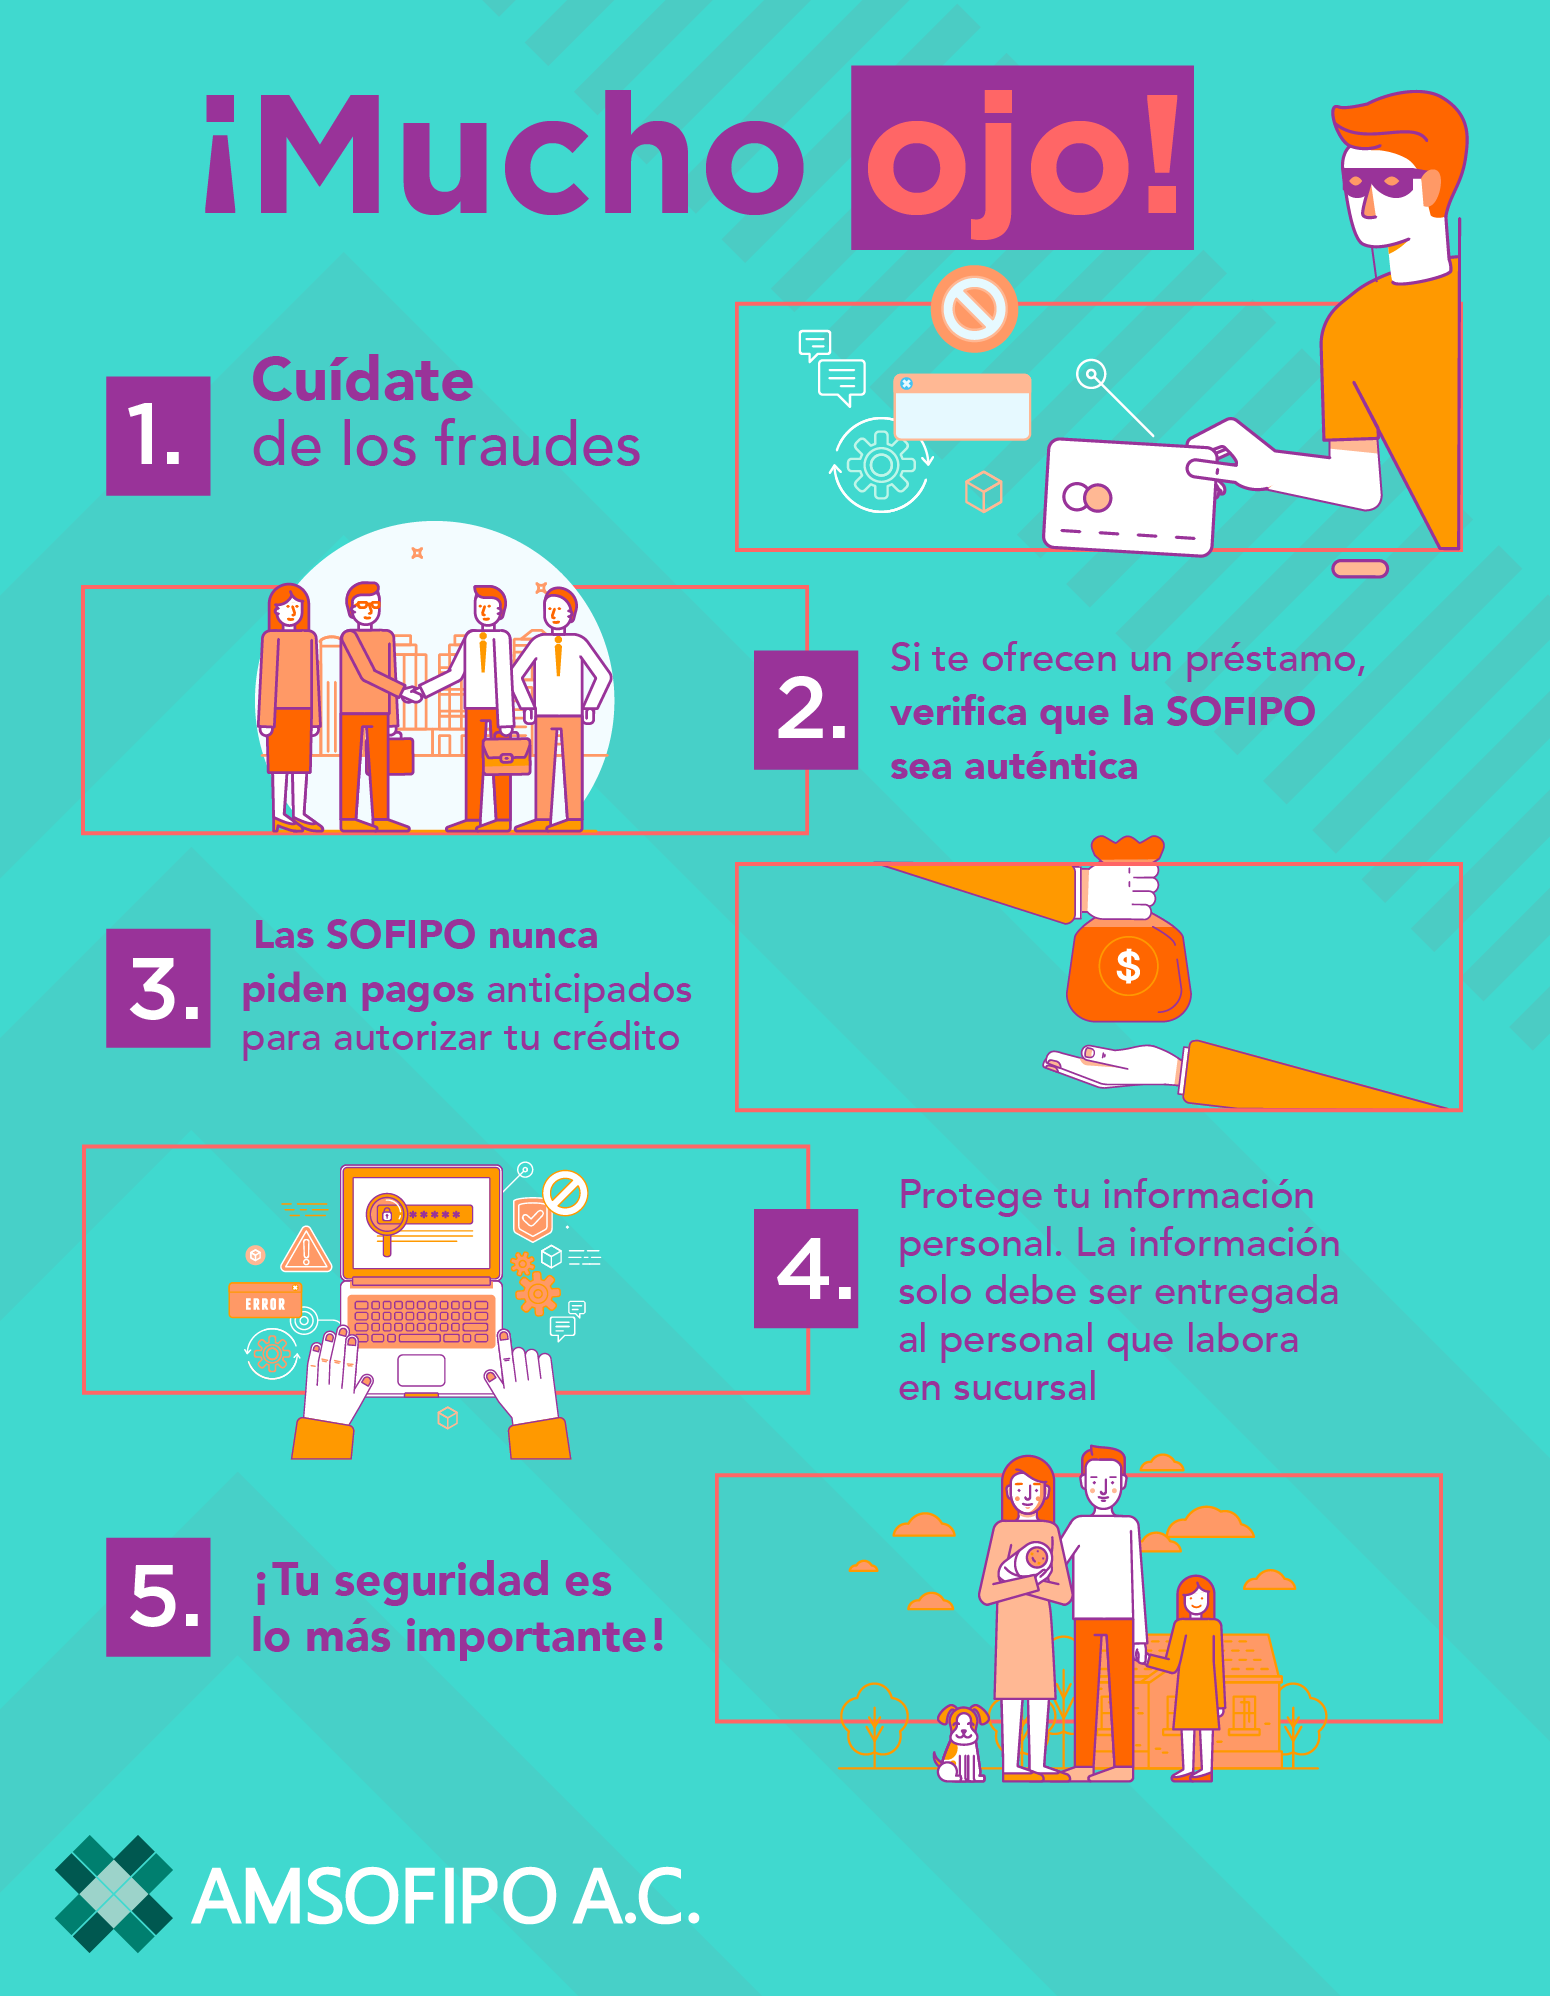 ¡Mucho ojo!
1.
Cuídate
de los fraudes
2.
Si te ofrecen un préstamo,
verifica que la SOFIPO
sea auténtica
3.
Las SOFIPO nunca
piden pagos anticipados
para autorizar tu crédito
$
*****
ERROR
4.
Protege tu información
personal. La información
solo debe ser entregada
al personal que labora
en sucursal
5.
¡Tu seguridad es
lo más importante!
AMSOFIPO A.C.